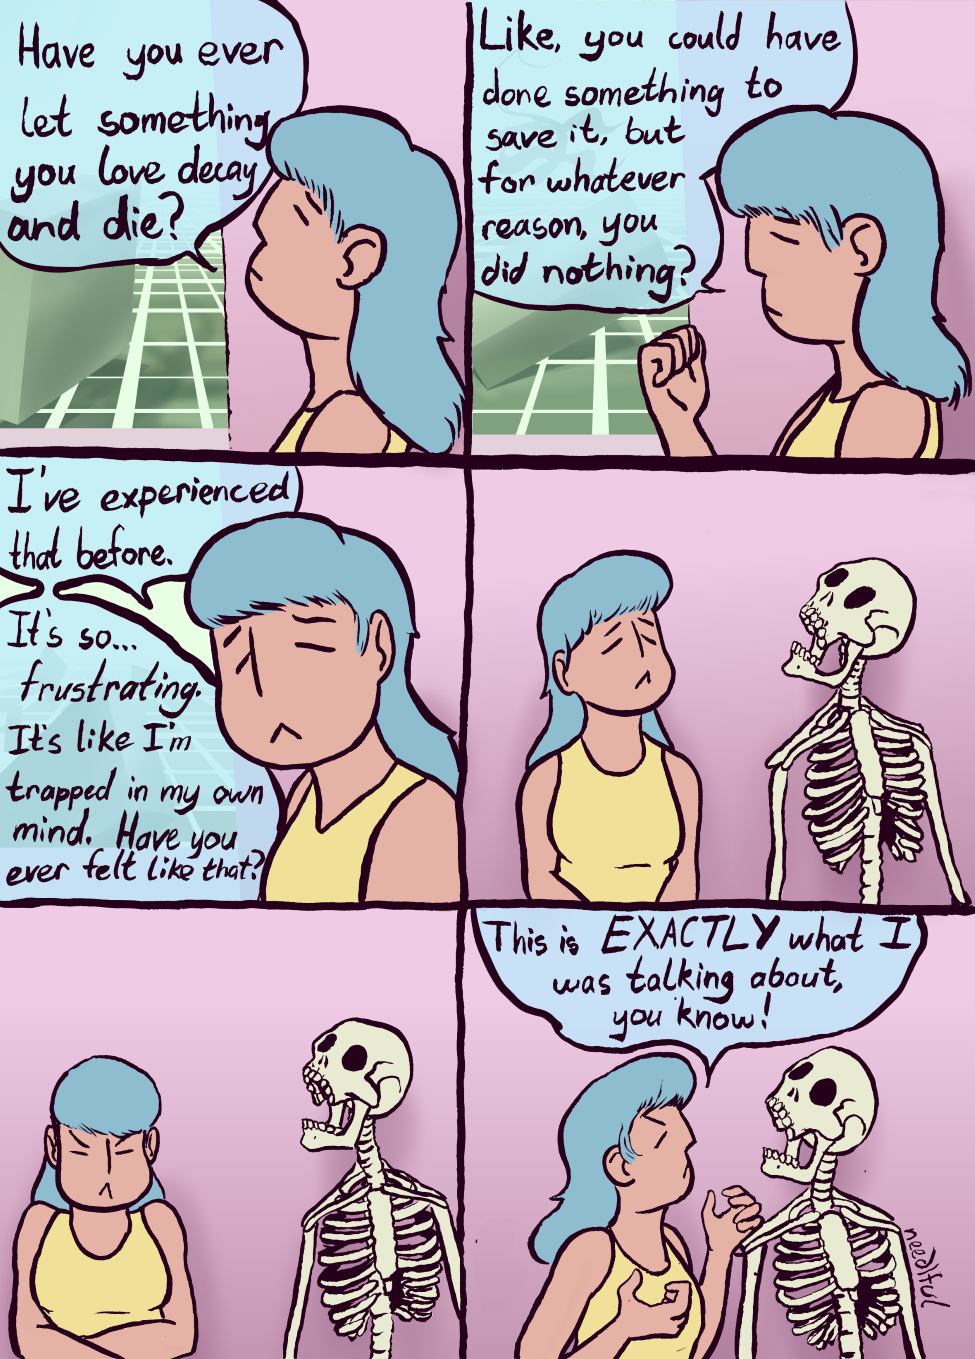 Have you ever
let something
you love decay
and die?
Like, you could have
done something to
save it, but
for whatever
reason, you
did nothing?
I've experienced
that before.
It's so...
frustrating.
It's like I'm
trapped in my own
mind. Have you
ever felt like that?
This is EXACTLY what I
was talking about,
you know!
needlful